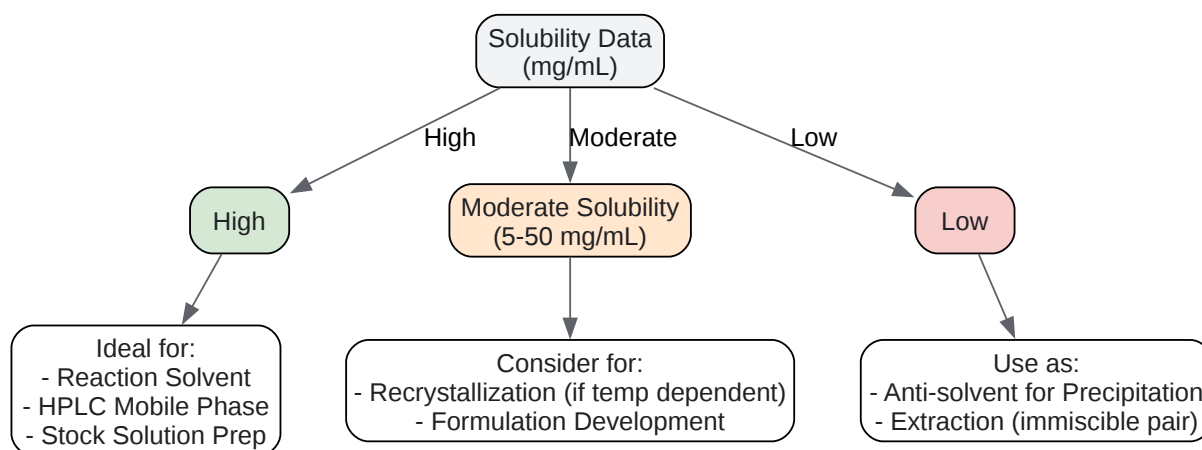 Solubility Data
(mg/mL)
High
Moderate
Low
High
Moderate Solubility
(5-50 mg/mL)
Low
Ideal for:
- Reaction Solvent
- HPLC Mobile Phase
- Stock Solution Prep
Consider for:
- Recrystallization (if temp dependent)
- Formulation Development
Use as:
- Anti-solvent for Precipitation
- Extraction (immiscible pair)